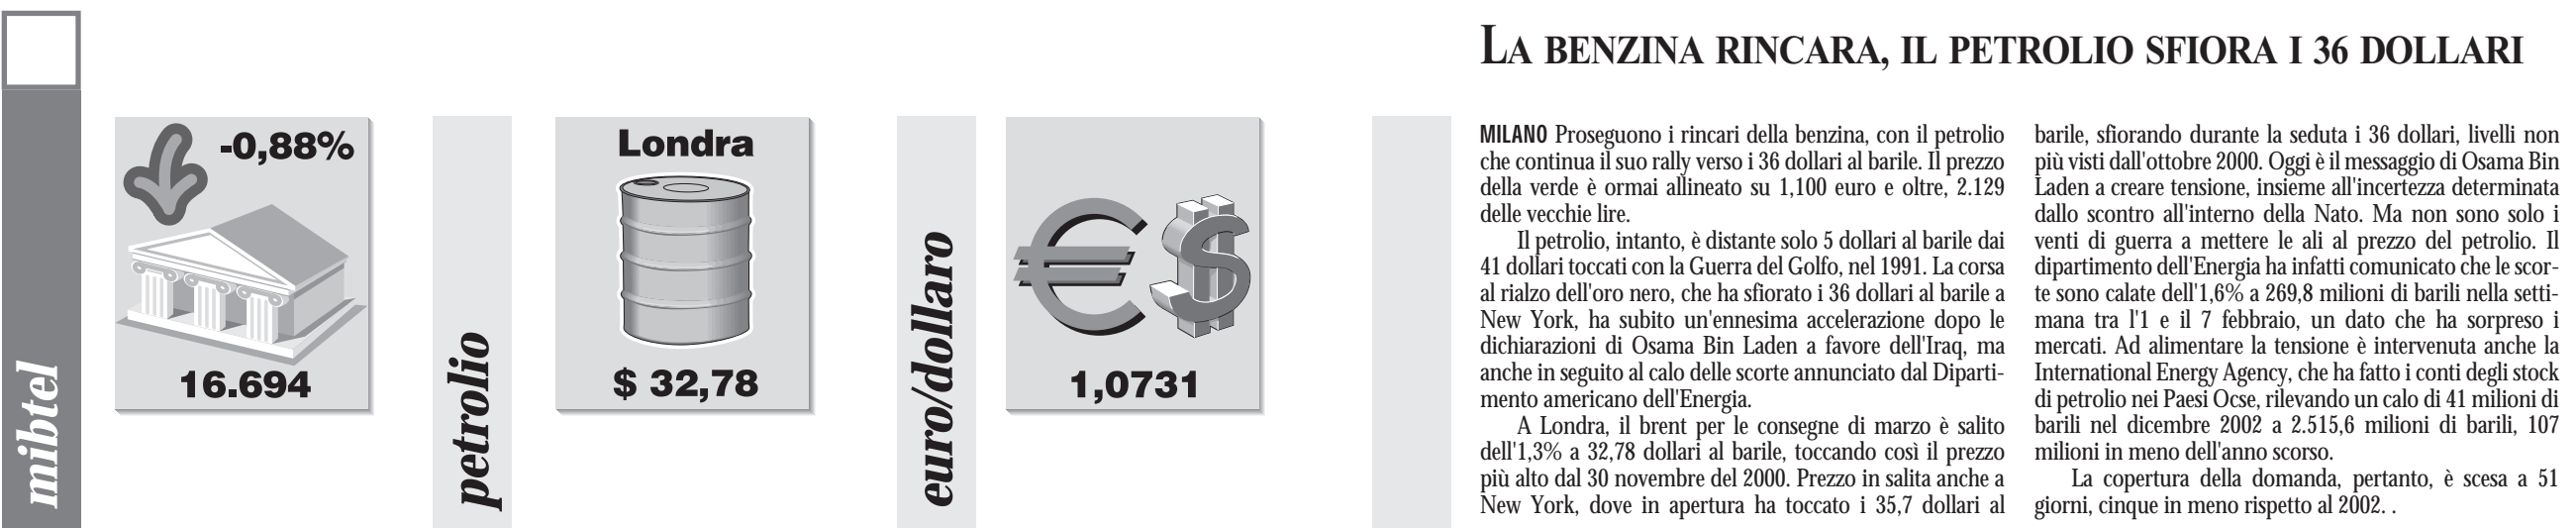 mibtel
-0,88%
16.694
petrolio
Londra
$ 32,78
euro/dollaro
€ $
1,0731
LA BENZINA RINCARA, IL PETROLIO SFIORA I 36 DOLLARI
MILANO Proseguono i rincari della benzina, con il petrolio
che continua il suo rally verso i 36 dollari al barile. Il prezzo
della verde è ormai allineato su 1,100 euro e oltre, 2.129
delle vecchie lire.
Il petrolio, intanto, è distante solo 5 dollari al barile dai
41 dollari toccati con la Guerra del Golfo, nel 1991. La corsa
al rialzo dell'oro nero, che ha sfiorato i 36 dollari al barile a
New York, ha subito un'ennesima accelerazione dopo le
dichiarazioni di Osama Bin Laden a favore dell'Iraq, ma
anche in seguito al calo delle scorte annunciato dal Diparti-
mento americano dell'Energia.
A Londra, il brent per le consegne di marzo è salito
dell'1,3% a 32,78 dollari al barile, toccando così il prezzo
più alto dal 30 novembre del 2000. Prezzo in salita anche a
New York, dove in apertura ha toccato i 35,7 dollari al
barile, sfiorando durante la seduta i 36 dollari, livelli non
più visti dall'ottobre 2000. Oggi è il messaggio di Osama Bin
Laden a creare tensione, insieme all'incertezza determinata
dallo scontro all'interno della Nato. Ma non sono solo i
venti di guerra a mettere le ali al prezzo del petrolio. Il
dipartimento dell'Energia ha infatti comunicato che le scor-
te sono calate dell'1,6% a 269,8 milioni di barili nella setti-
mana tra l'1 e il 7 febbraio, un dato che ha sorpreso i
mercati. Ad alimentare la tensione è intervenuta anche la
International Energy Agency, che ha fatto i conti degli stock
di petrolio nei Paesi Ocse, rilevando un calo di 41 milioni di
barili nel dicembre 2002 a 2.515,6 milioni di barili, 107
milioni in meno dell'anno scorso.
La copertura della domanda, pertanto, è scesa a 51
giorni, cinque in meno rispetto al 2002. .